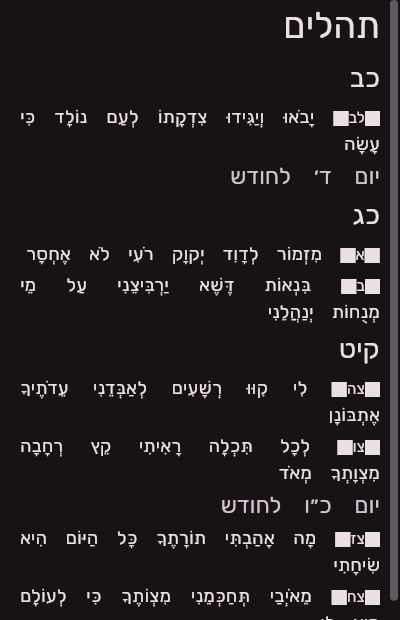 תהלים
כב
לב יָבֹאוּ וְיַגִּידוּ צִדְקָתוֹ לְעַם נוֹלָד כִּי
עָשָׂה
יום ד׳ לחודש
כג
א מִזְמוֹר לְדָוִד יְקוָק רֹעִי לֹא אֶחְסָר
ב בִּנְאוֹת דֶּשֶׁא יַרְבִּיצֵנִי עַל מֵי
מְנֻחוֹת יְנַהֲלֵנִי
קיט
צה לִי קִוּוּ רְשָׁעִים לְאַבְּדֵנִי עֵדֹתֶיךָ
אֶתְבּוֹנָן
צו לְכָל תִּכְלָה רָאִיתִי קֵץ רְחָבָה
מִצְוָתְךָ מְאֹד
יום כ״ו לחודש
צז מָה אָהַבְתִּי תוֹרָתֶךָ כָּל הַיּוֹם הִיא
שִׂיחָתִי
צח מֵאֹיְבַי תְּחַכְּמֵנִי מִצְוֹתֶךָ כִּי לְעוֹלָם